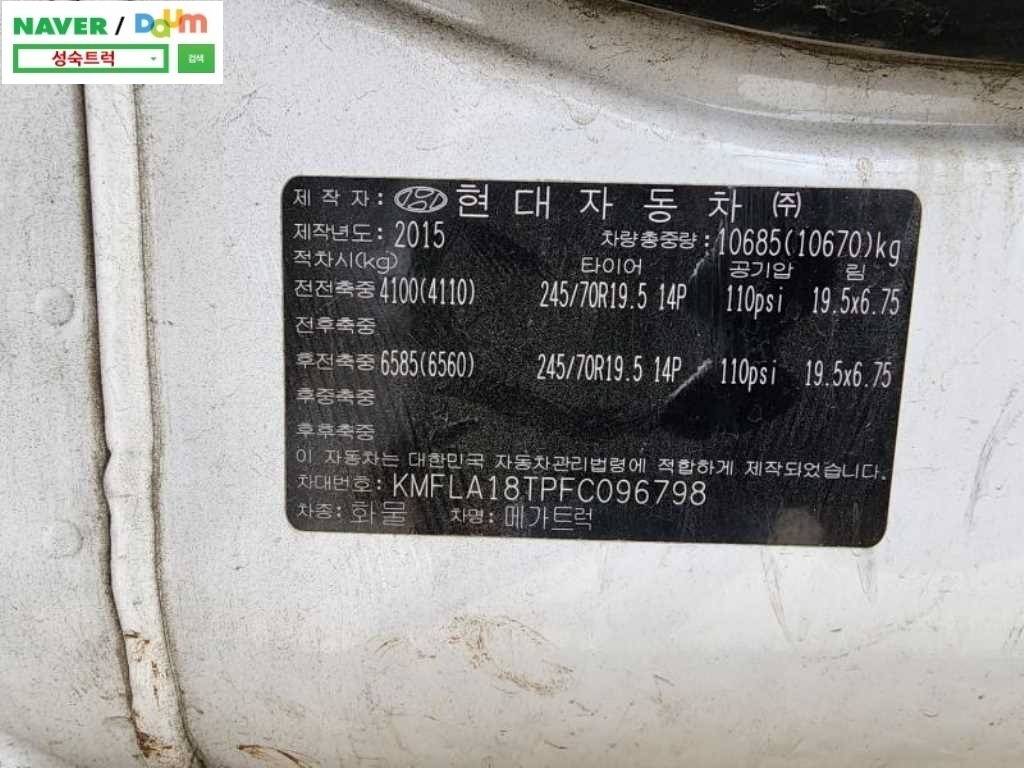 NAVER / Daum
성숙트럭 검색
제작자: 현대자동차 ㈜
제작년도: 2015 차량총중량: 10685(10670)kg
적차시(kg) 타이어 공기압 림
전전축중 4100(4110) 245/70R19.5 14P 110psi 19.5x6.75
전후축중
후전축중 6585(6560) 245/70R19.5 14P 110psi 19.5x6.75
후중축중
후후축중
이 자동차는 대한민국 자동차관리법령에 적합하게 제작되었습니다.
차대번호: KMFLA18TPFC096798
차종: 화물 차명: 메가트럭